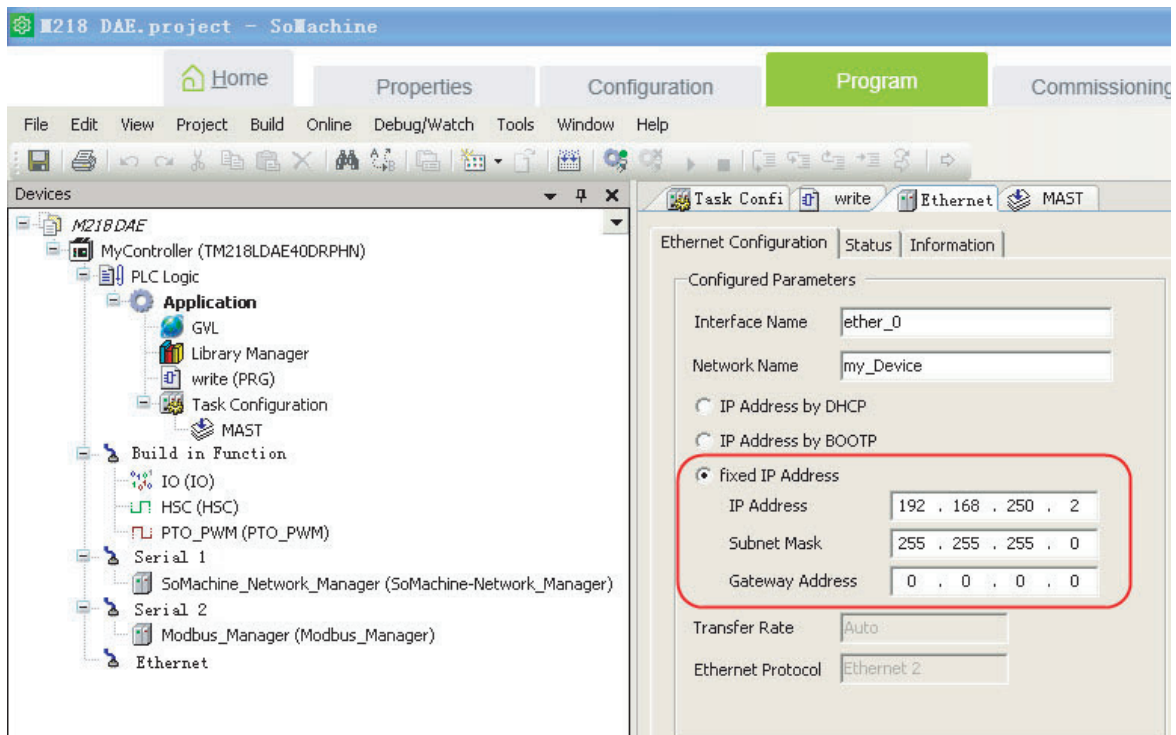 M218 DAE.project - SoMachine
Home Properties Configuration Program Commissioning
File Edit View Project Build Online Debug/Watch Tools Window Help
Devices
M218 DAE
MyController (TM218LDAE40DRPHN)
PLC Logic
Application
GVL
Library Manager
write (PRG)
Task Configuration
MAST
Build in Function
IO (IO)
HSC (HSC)
PTO_PWM (PTO_PWM)
Serial 1
SoMachine_Network_Manager (SoMachine-Network_Manager)
Serial 2
Modbus_Manager (Modbus_Manager)
Ethernet
Task Confi write Ethernet MAST
Ethernet Configuration Status Information
Configured Parameters
Interface Name ether_0
Network Name my_Device
IP Address by DHCP
IP Address by BOOTP
fixed IP Address
IP Address 192 . 168 . 250 . 2
Subnet Mask 255 . 255 . 255 . 0
Gateway Address 0 . 0 . 0 . 0
Transfer Rate Auto
Ethernet Protocol Ethernet 2